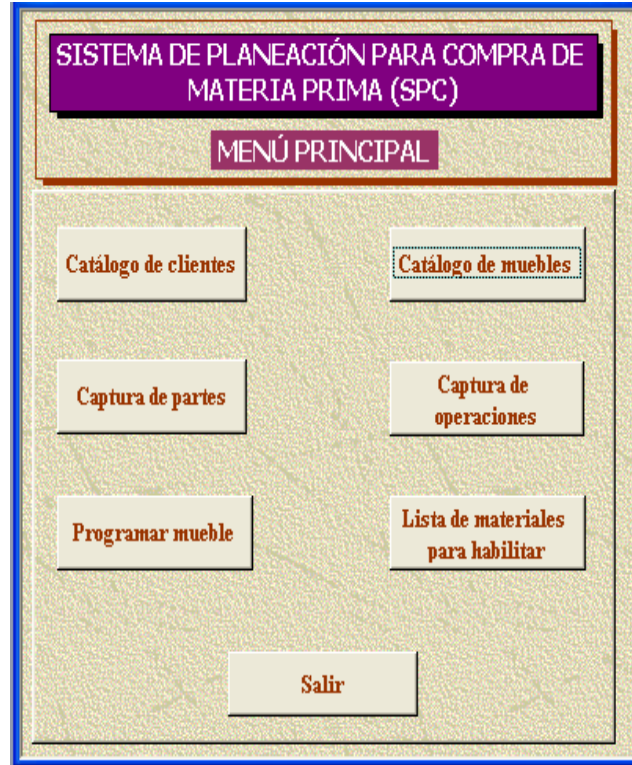 SISTEMA DE PLANEACIÓN PARA COMPRA DE
MATERIA PRIMA (SPC)
MENÚ PRINCIPAL
Catálogo de clientes
Catálogo de muebles
Captura de partes
Captura de
operaciones
Programar mueble
Lista de materiales
para habilitar
Salir